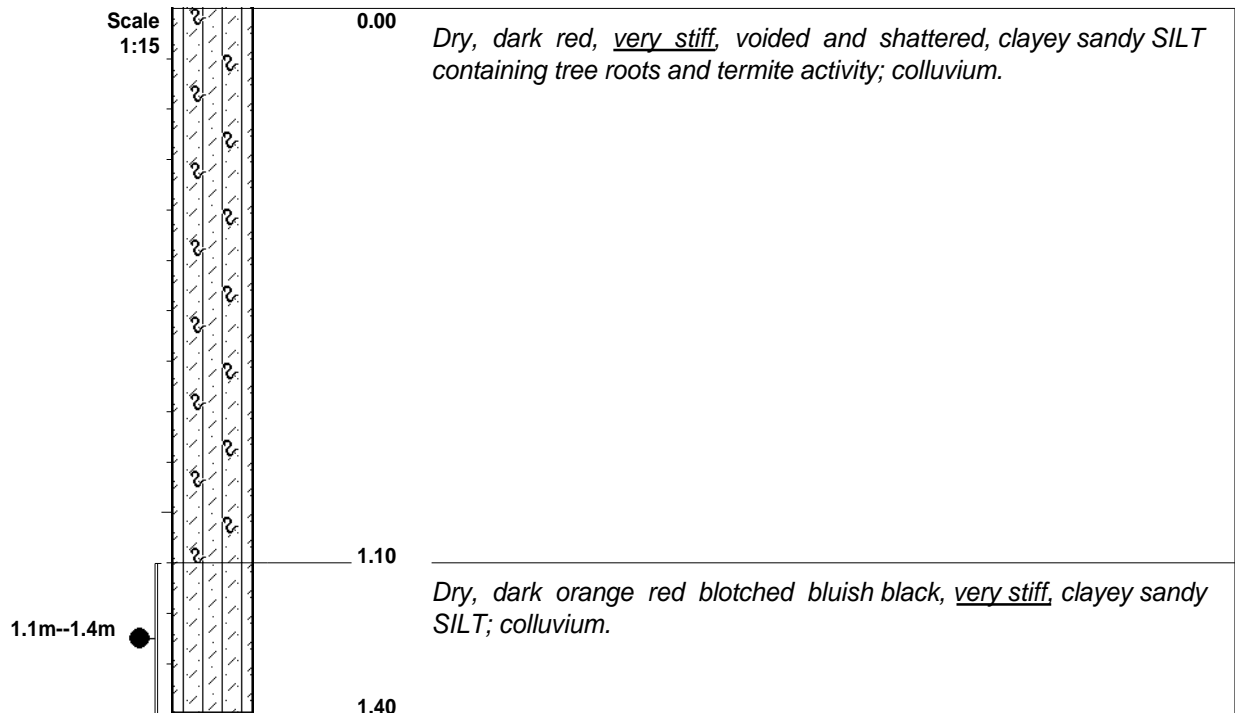 Scale
1:15
0.00
Dry, dark red, very stiff, voided and shattered, clayey sandy SILT
containing tree roots and termite activity; colluvium.
1.10
Dry, dark orange red blotched bluish black, very stiff, clayey sandy
SILT; colluvium.
1.1m--1.4m
1.40